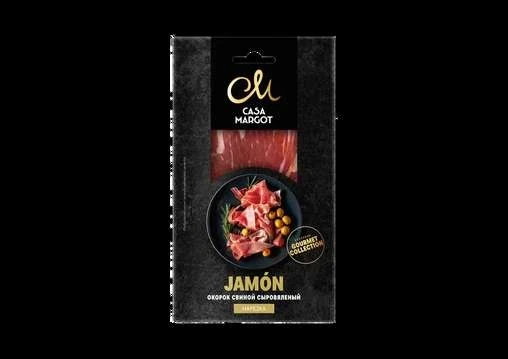 CM
CASA
MARGOT
GOURMET
COLLECTION
JAMÓN
ОКОРОК СВИНОЙ СЫРОВЯЛЕНЫЙ
НАРЕЗКА